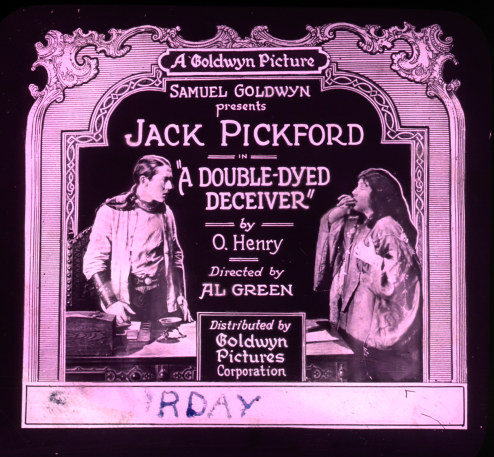 A Goldwyn Picture
SAMUEL GOLDWYN
presents
JACK PICKFORD
IN
"A DOUBLE-DYED
DECEIVER"
by
O. Henry
Directed by
AL GREEN
Distributed by
Goldwyn
Pictures
Corporation